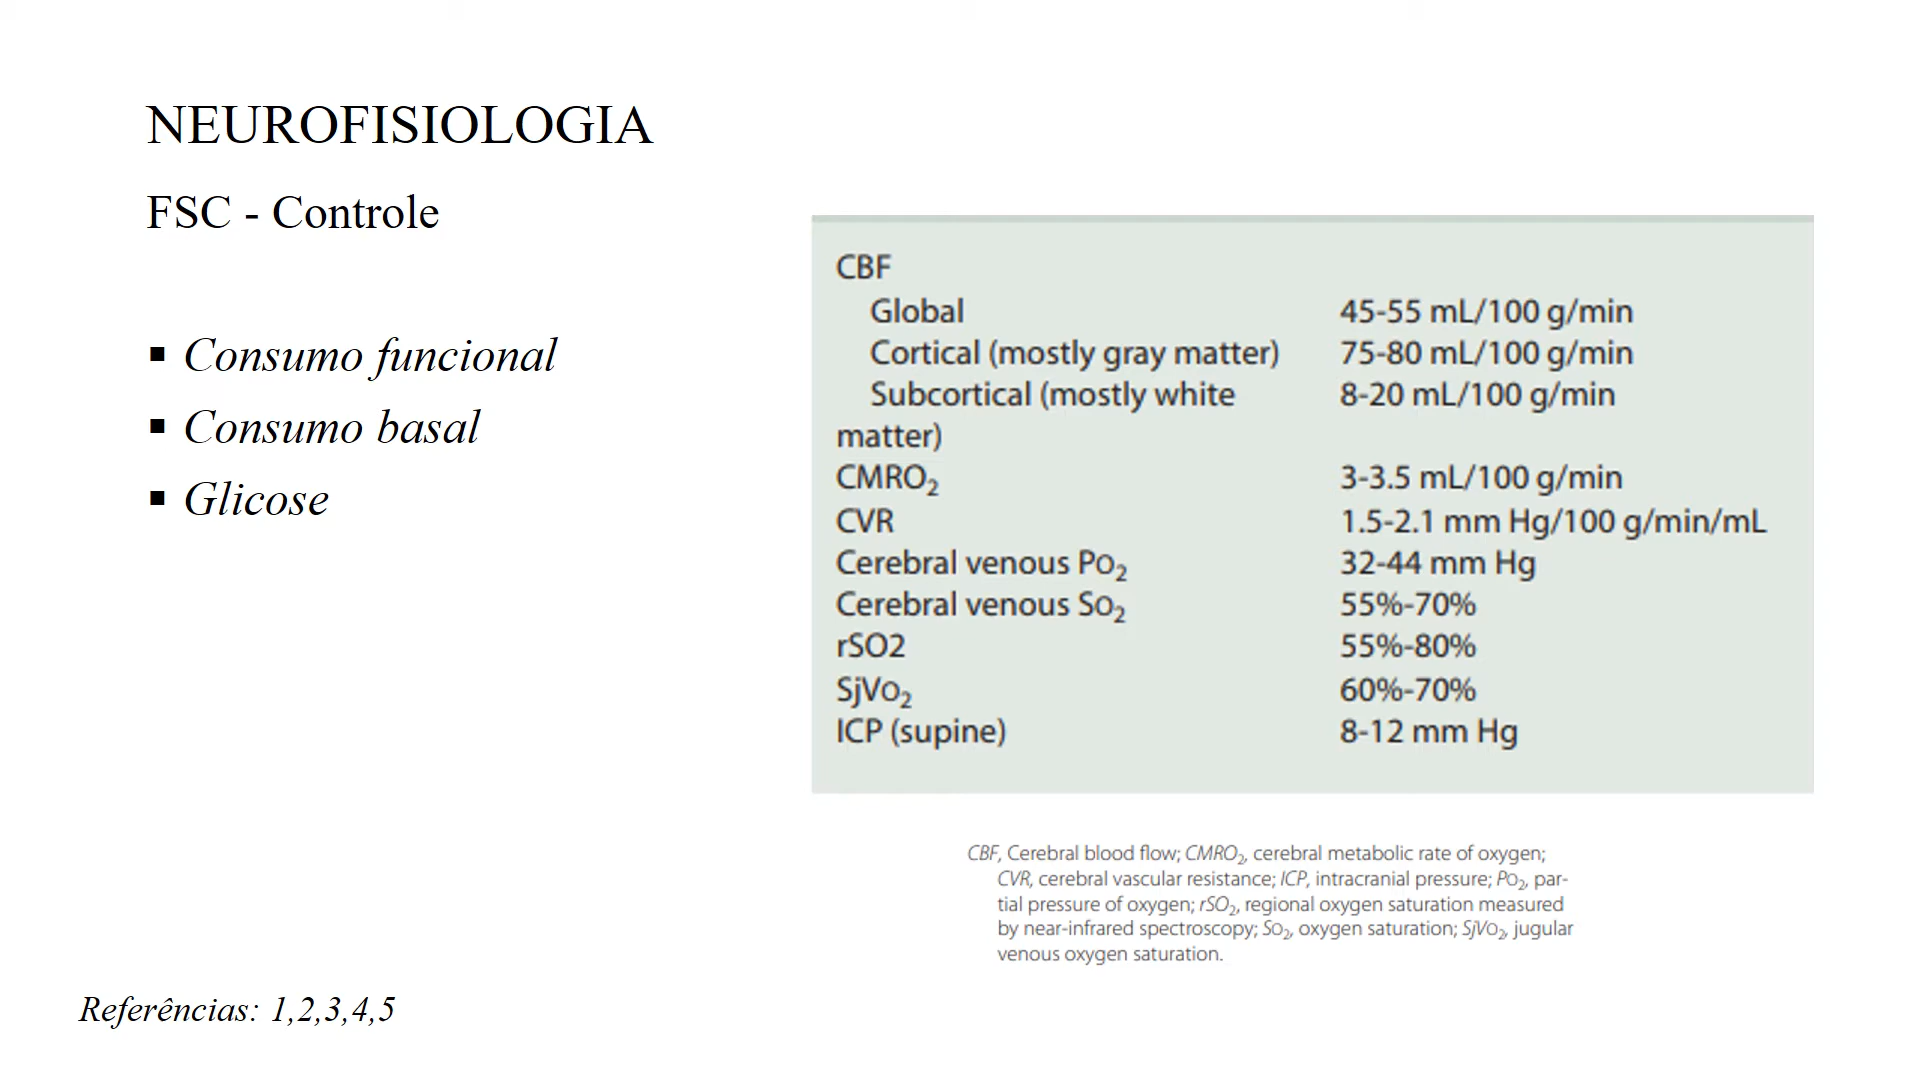 NEUROFISIOLOGIA
FSC - Controle
▪ Consumo funcional
▪ Consumo basal
▪ Glicose
CBF
Global 45-55 mL/100 g/min
Cortical (mostly gray matter) 75-80 mL/100 g/min
Subcortical (mostly white 8-20 mL/100 g/min
matter)
CMRO₂ 3-3.5 mL/100 g/min
CVR 1.5-2.1 mm Hg/100 g/min/mL
Cerebral venous PO₂ 32-44 mm Hg
Cerebral venous SO₂ 55%-70%
rSO2 55%-80%
SjVO₂ 60%-70%
ICP (supine) 8-12 mm Hg
CBF, Cerebral blood flow; CMRO₂, cerebral metabolic rate of oxygen;
CVR, cerebral vascular resistance; ICP, intracranial pressure; PO₂, par-
tial pressure of oxygen; rSO₂, regional oxygen saturation measured
by near-infrared spectroscopy; SO₂, oxygen saturation; SjVO₂, jugular
venous oxygen saturation.
Referências: 1,2,3,4,5